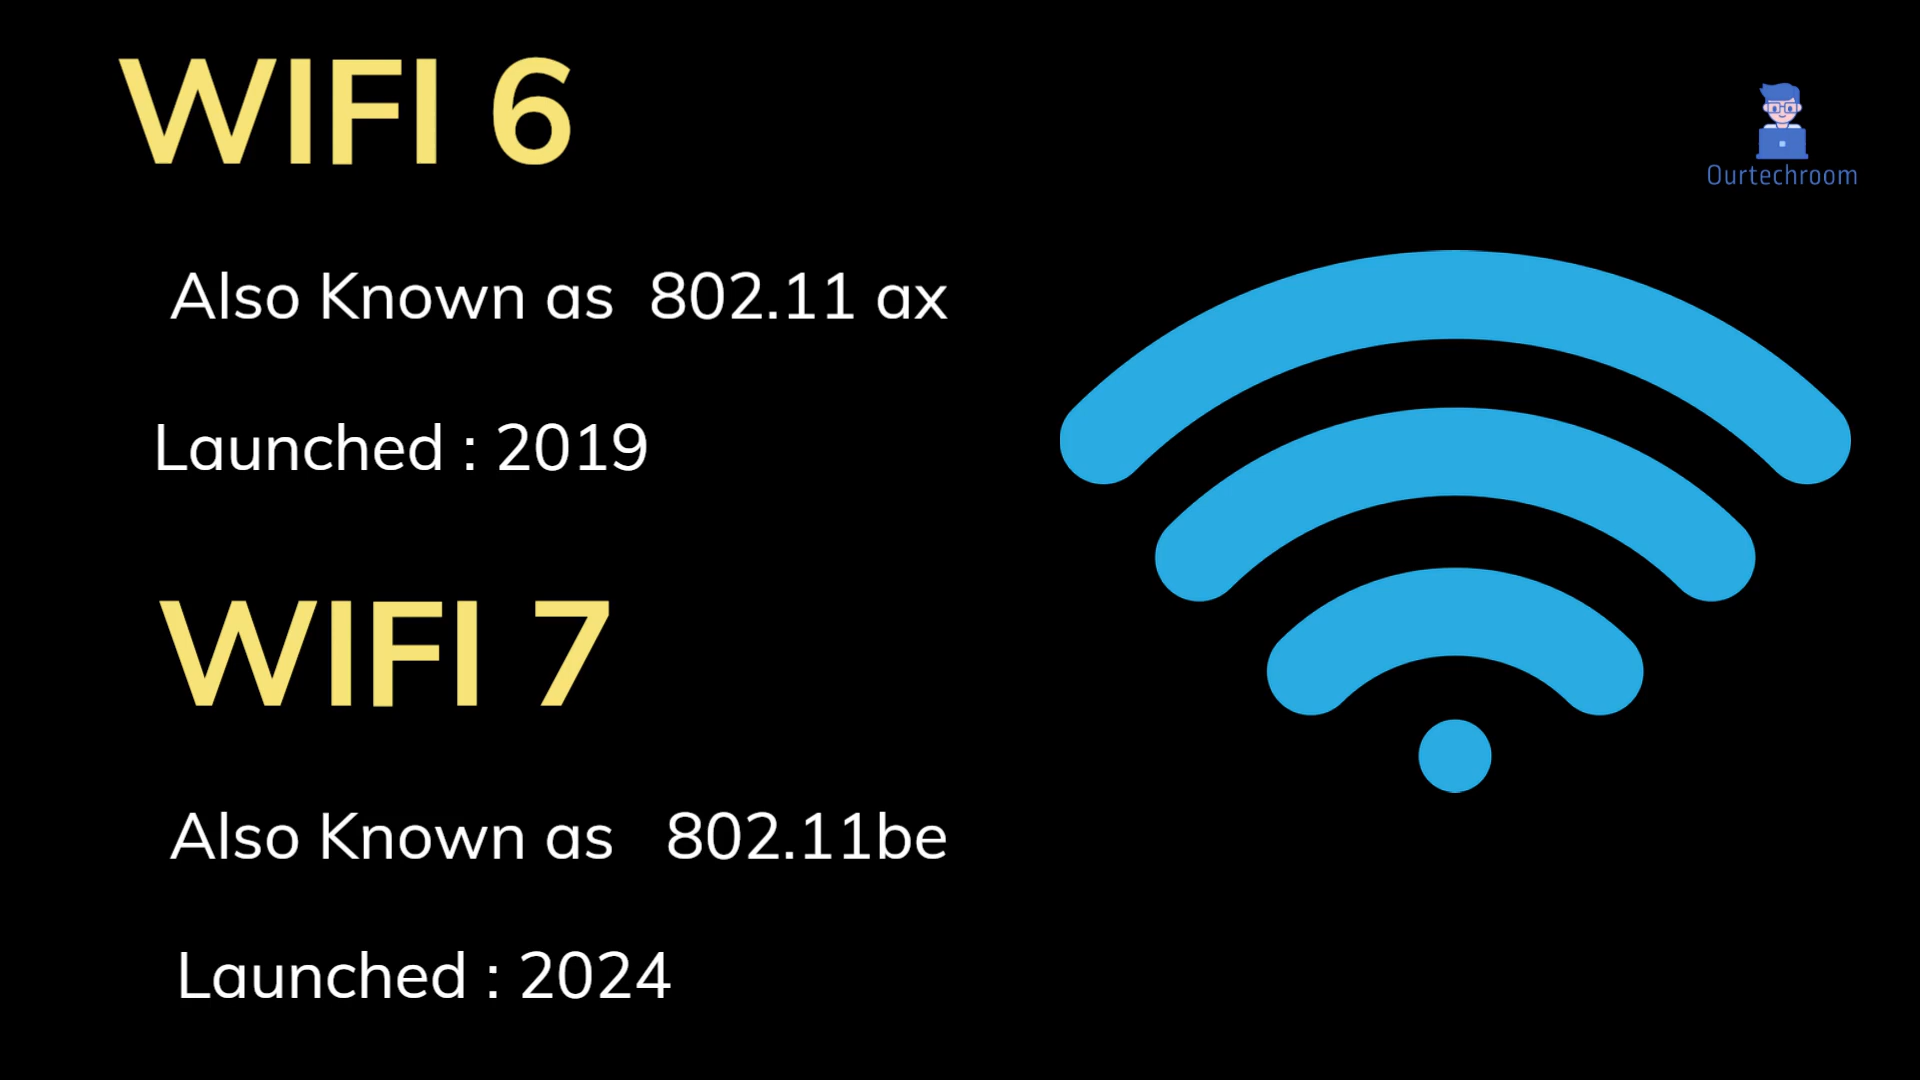 WIFI 6
Ourtechroom
Also Known as 802.11 ax
Launched : 2019
WIFI 7
Also Known as 802.11be
Launched : 2024